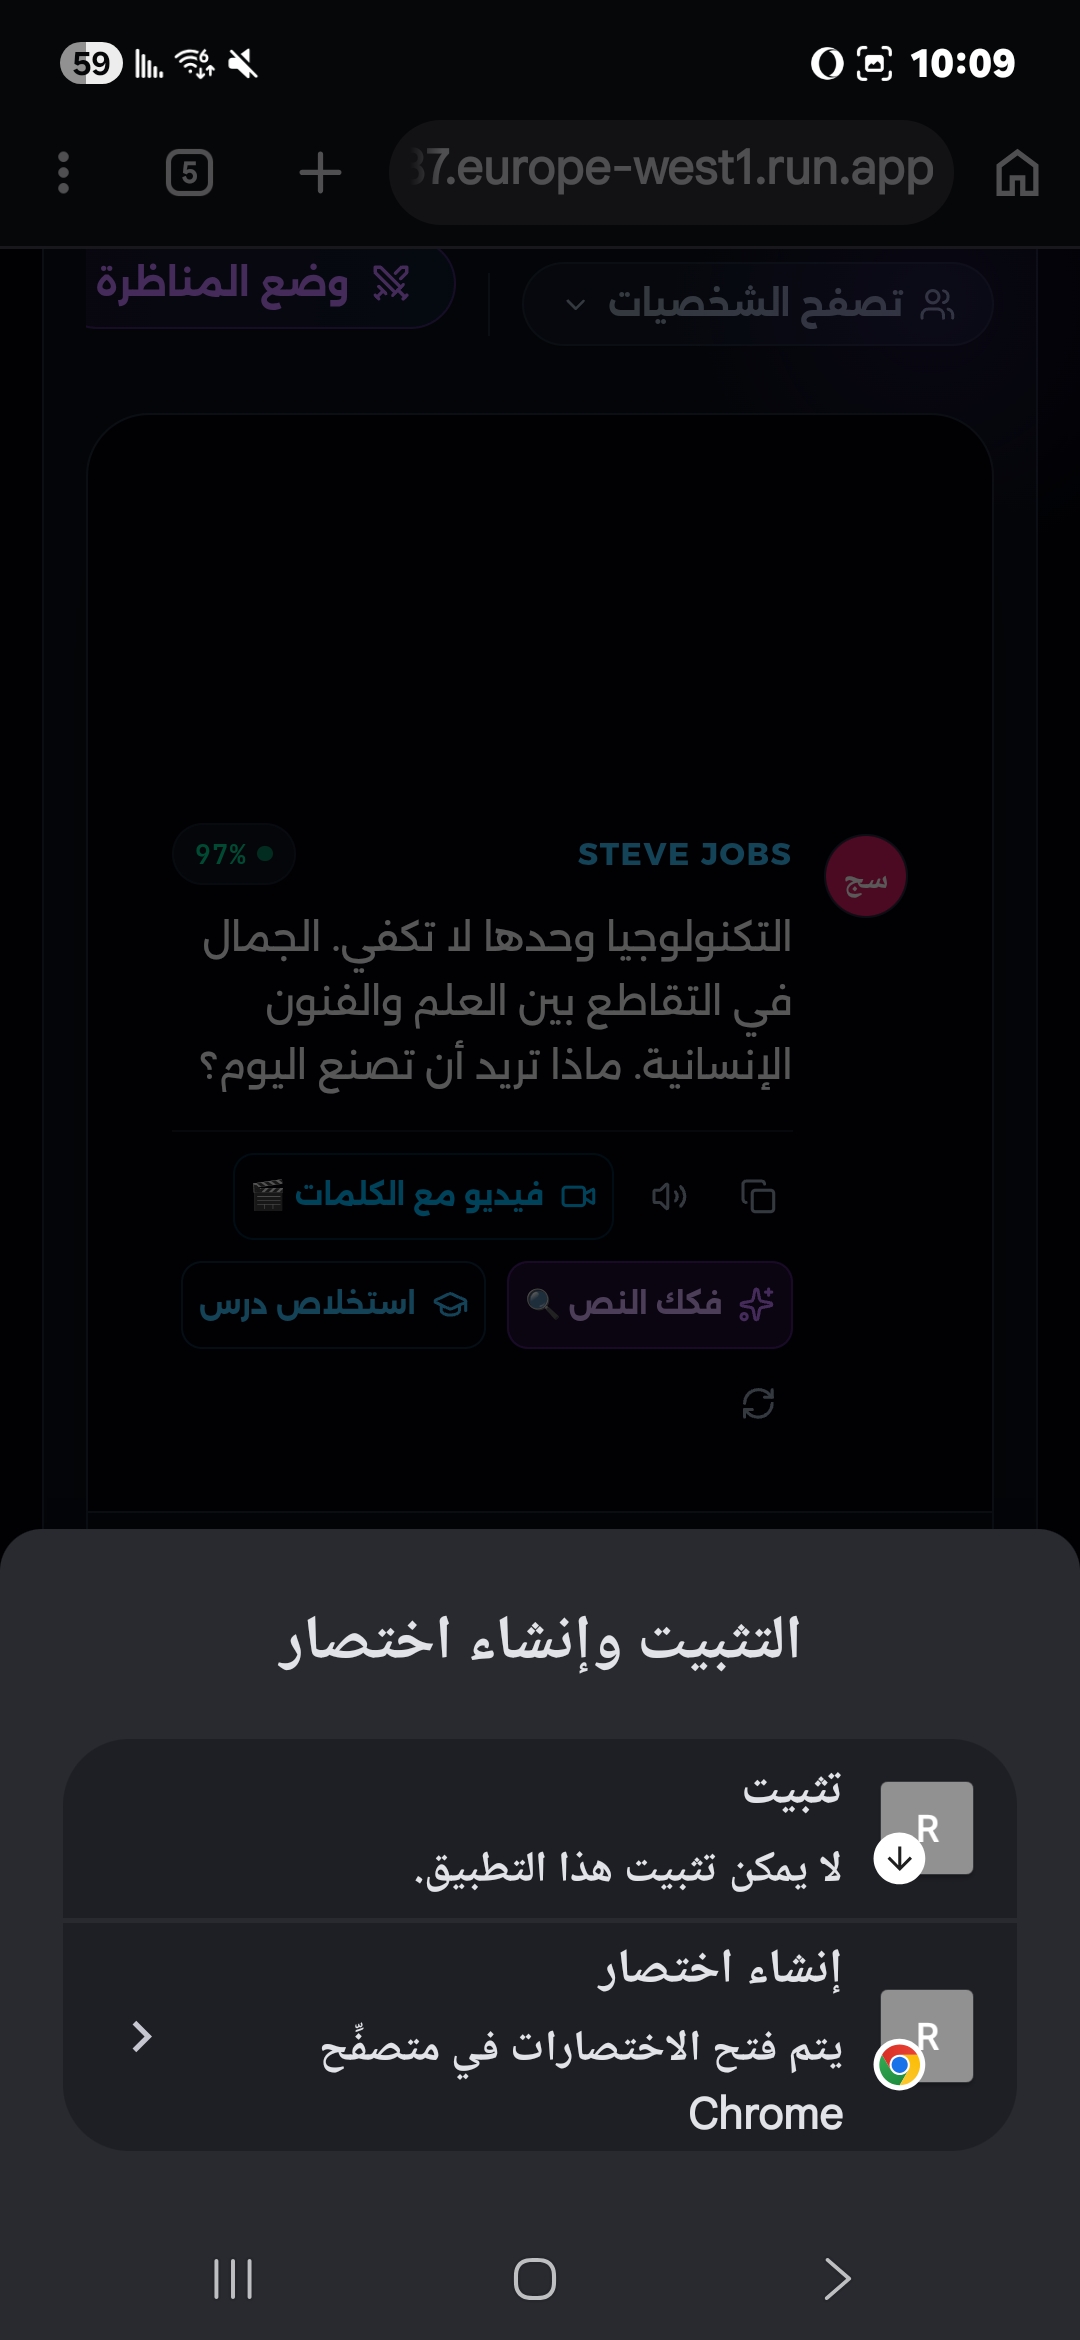 59
10:09
5
37.europe-west1.run.app
تصفح الشخصيات
وضع المناظرة
سج
STEVE JOBS
97%
التكنولوجيا وحدها لا تكفي. الجمال
في التقاطع بين العلم والفنون
الإنسانية. ماذا تريد أن تصنع اليوم؟
فيديو مع الكلمات 🎬
فكك النص 🔍
استخلاص درس
التثبيت وإنشاء اختصار
R
تثبيت
لا يمكن تثبيت هذا التطبيق.
R
إنشاء اختصار
يتم فتح الاختصارات في متصفِّح
Chrome